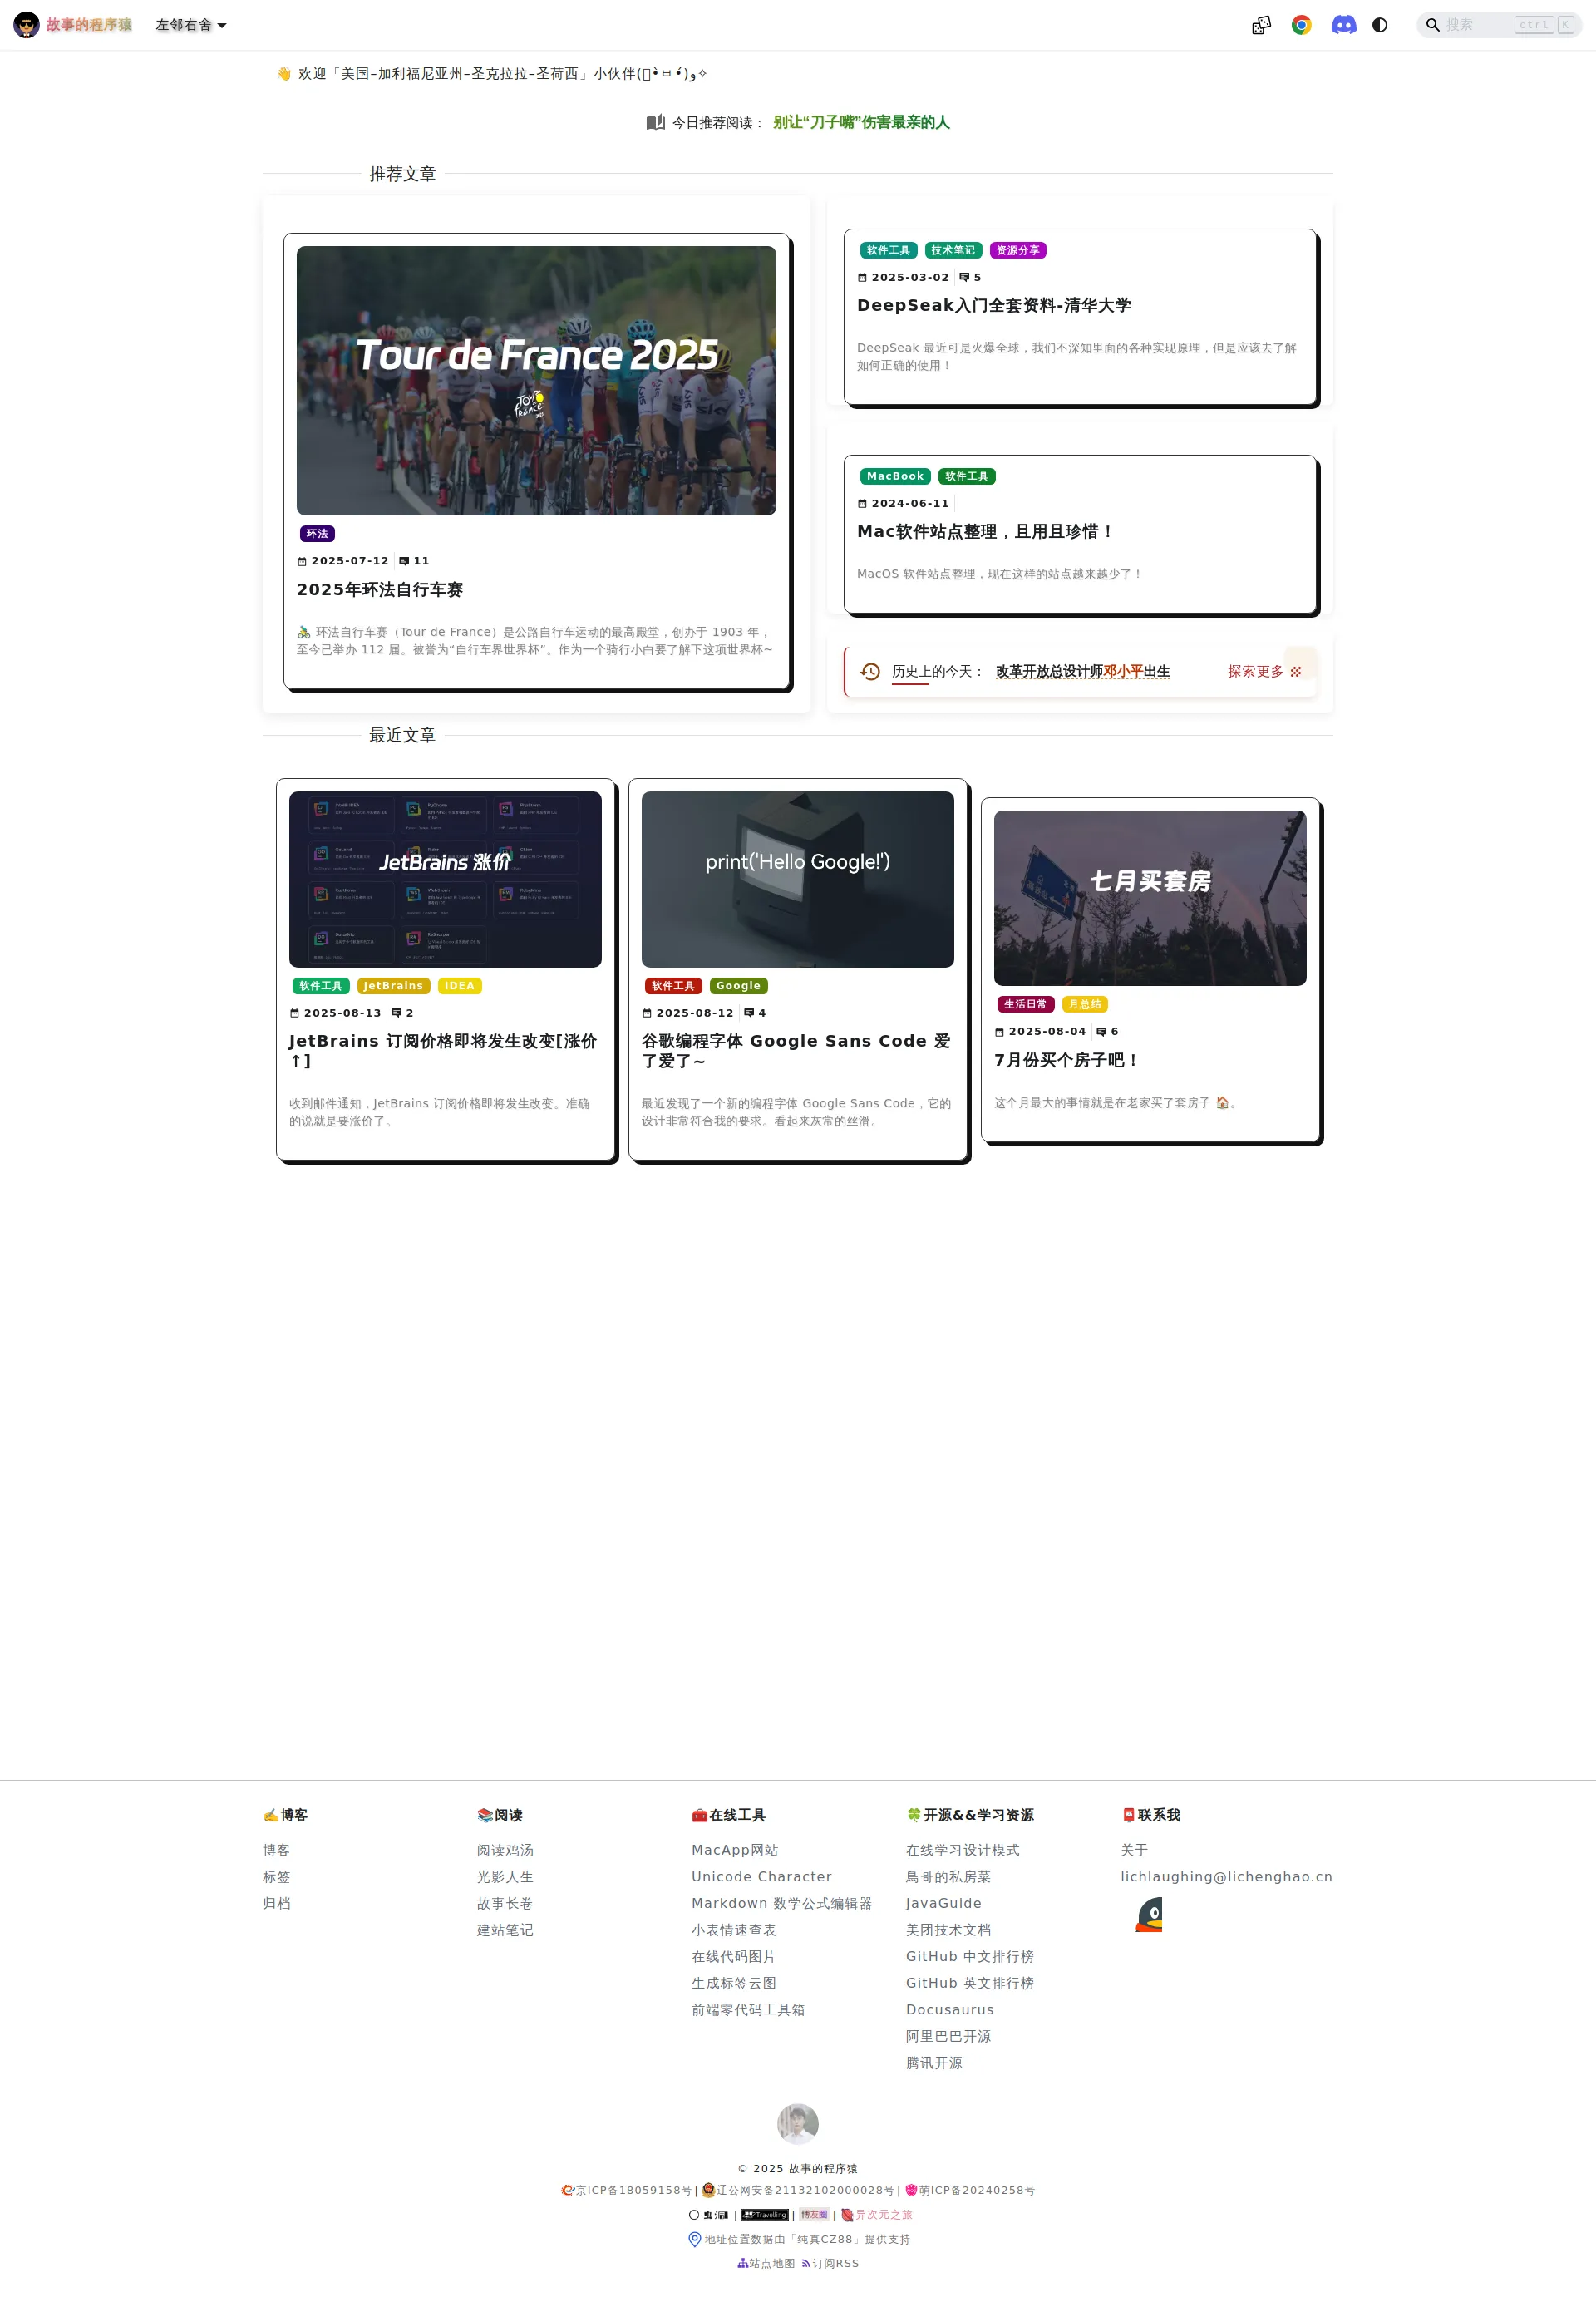 故事的程序猿
左邻右舍
搜索
ctrl K
👋 欢迎「美国–加利福尼亚州–圣克拉拉–圣荷西」小伙伴(๑•̀ㅂ•́)و✧
今日推荐阅读：
别让“刀子嘴”伤害最亲的人
推荐文章
Tour de France 2025
环法
2025-07-12
11
2025年环法自行车赛
🚴 环法自行车赛（Tour de France）是公路自行车运动的最高殿堂，创办于 1903 年，
至今已举办 112 届。被誉为“自行车界世界杯”。作为一个骑行小白要了解下这项世界杯~
软件工具 技术笔记 资源分享
2025-03-02
5
DeepSeak入门全套资料-清华大学
DeepSeak 最近可是火爆全球，我们不深知里面的各种实现原理，但是应该去了解
如何正确的使用！
MacBook 软件工具
2024-06-11
Mac软件站点整理，且用且珍惜！
MacOS 软件站点整理，现在这样的站点越来越少了！
历史上的今天：
改革开放总设计师邓小平出生
探索更多
最近文章
JetBrains 涨价
软件工具 JetBrains IDEA
2025-08-13
2
JetBrains 订阅价格即将发生改变[涨价
↑]
收到邮件通知，JetBrains 订阅价格即将发生改变。准确
的说就是要涨价了。
print('Hello Google!')
软件工具 Google
2025-08-12
4
谷歌编程字体 Google Sans Code 爱
了爱了~
最近发现了一个新的编程字体 Google Sans Code，它的
设计非常符合我的要求。看起来灰常的丝滑。
七月买套房
生活日常 月总结
2025-08-04
6
7月份买个房子吧！
这个月最大的事情就是在老家买了套房子 🏠。
✍️博客
博客
标签
归档
📚阅读
阅读鸡汤
光影人生
故事长卷
建站笔记
🧰在线工具
MacApp网站
Unicode Character
Markdown 数学公式编辑器
小表情速查表
在线代码图片
生成标签云图
前端零代码工具箱
🍀开源&&学习资源
在线学习设计模式
鳥哥的私房菜
JavaGuide
美团技术文档
GitHub 中文排行榜
GitHub 英文排行榜
Docusaurus
阿里巴巴开源
腾讯开源
📮联系我
关于
lichlaughing@lichenghao.cn
© 2025 故事的程序猿
京ICP备18059158号 | 辽公网安备21132102000028号 | 萌ICP备20240258号
| Travelling | 博友圈 | 异次元之旅
地址位置数据由「纯真CZ88」提供支持
站点地图 订阅RSS